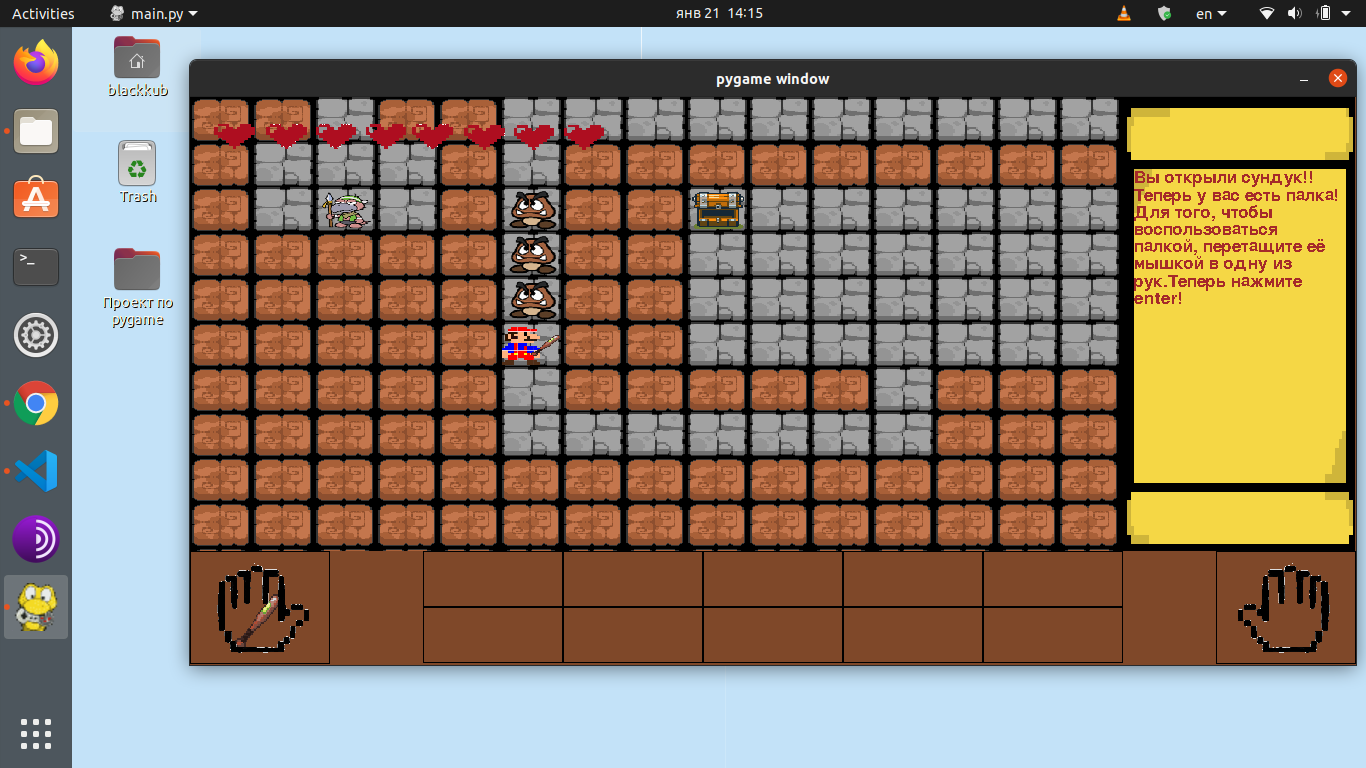 Activities
main.py
янв 21 14:15
en
blackkub
Trash
Проект по
pygame
>_
pygame window
Вы открыли сундук!!
Теперь у вас есть палка!
Для того, чтобы
воспользоваться
палкой, перетащите её
мышкой в одну из
рук.Теперь нажмите
enter!